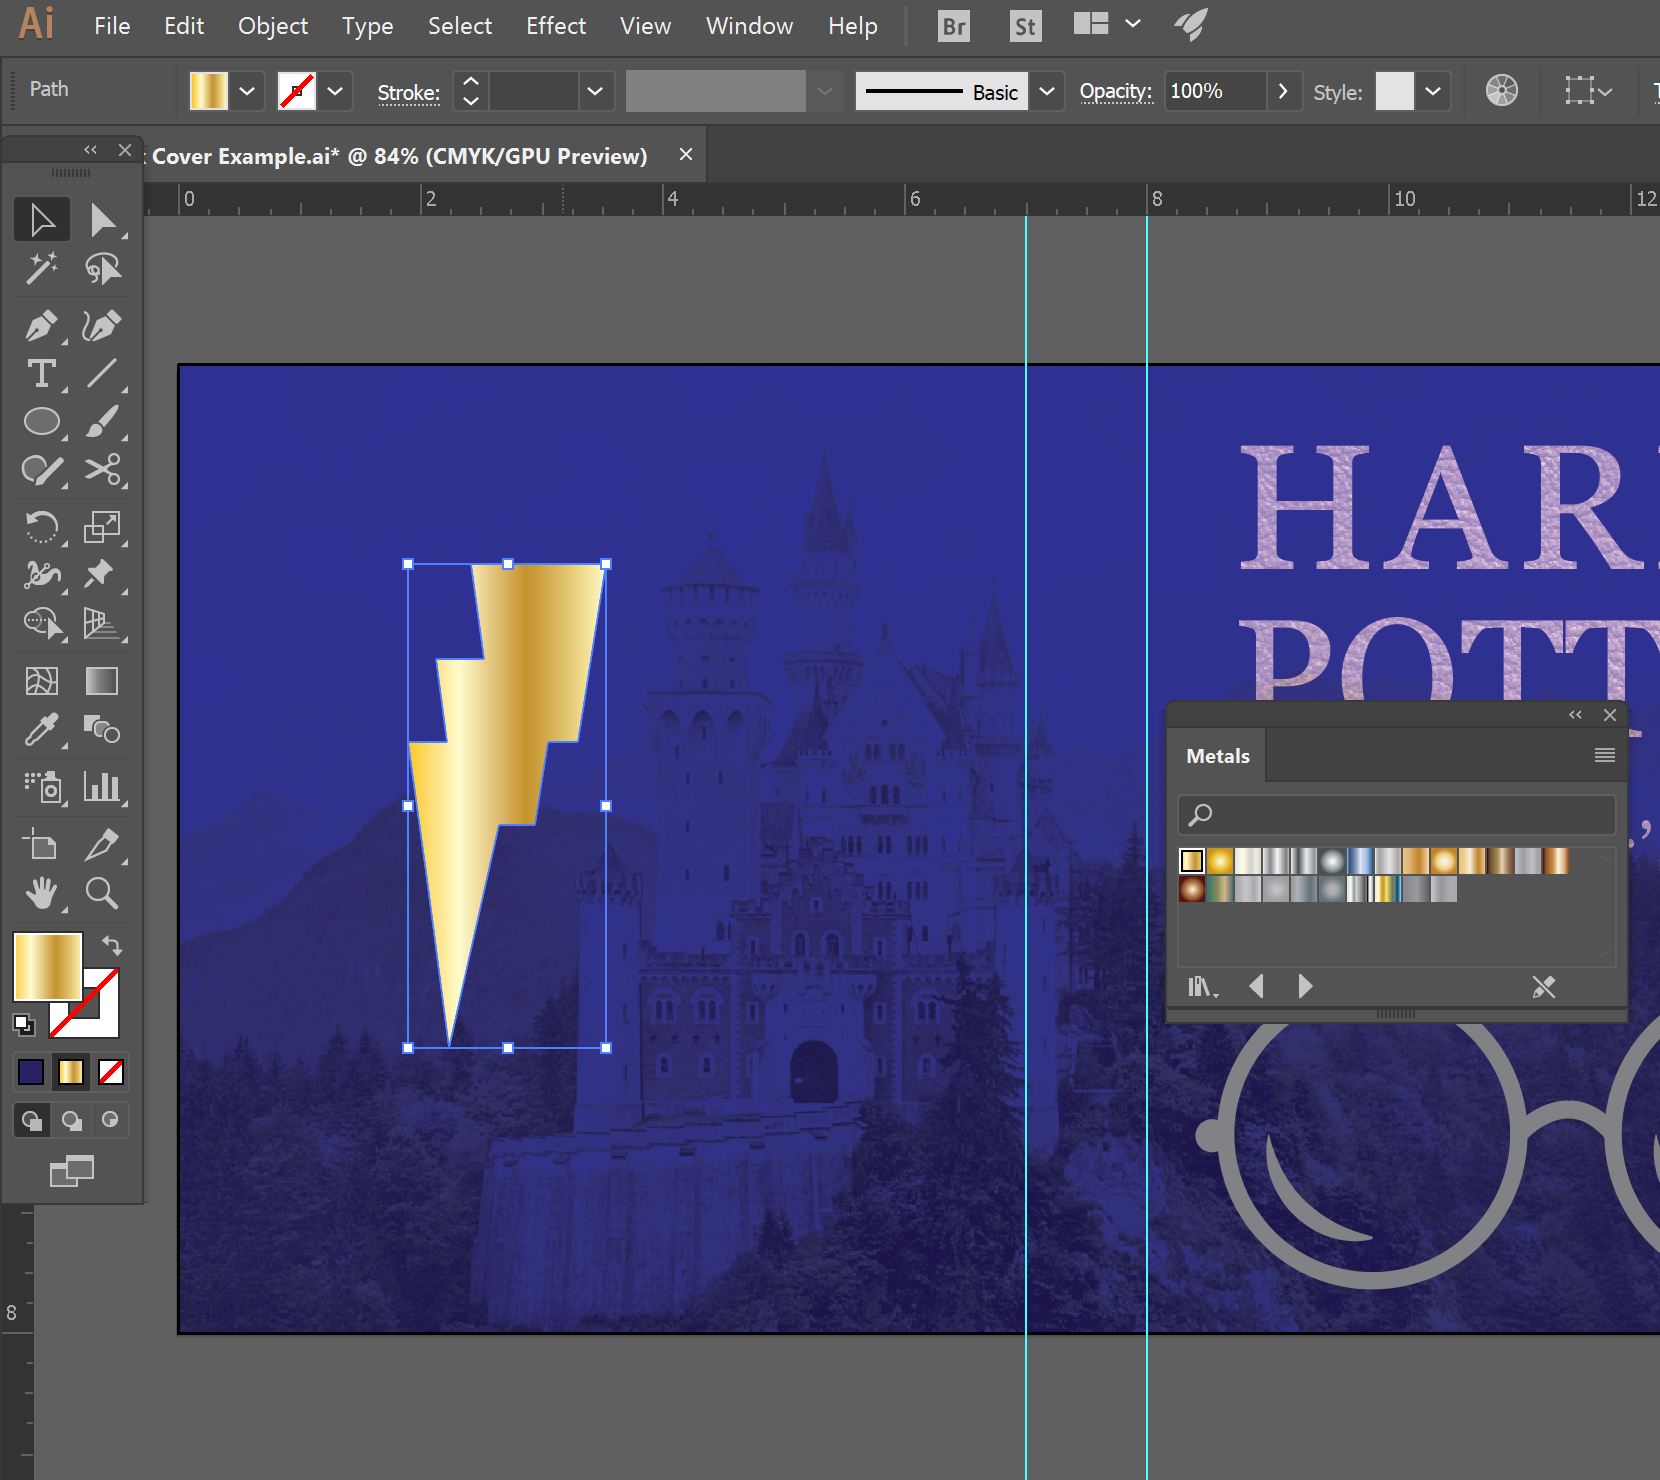 Ai File Edit Object Type Select Effect View Window Help Br St
Path Stroke: Basic Opacity: 100% Style:
Cover Example.ai* @ 84% (CMYK/GPU Preview)
0 2 4 6 8 10 12
HAR
POTT
Metals
8